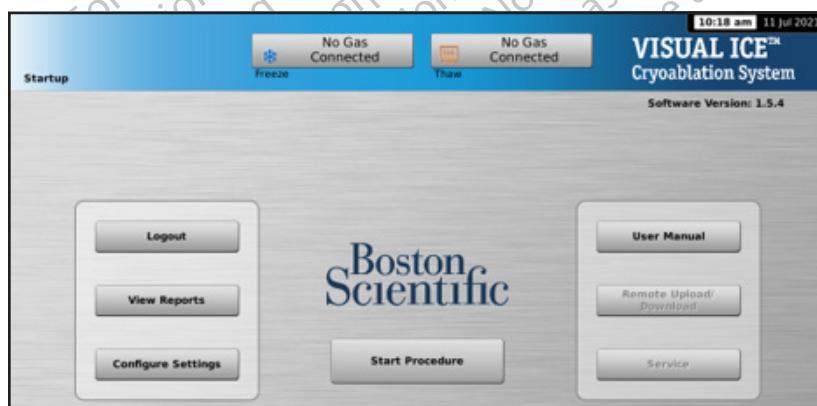 10:18 am 11 Jul 2021
No Gas
Connected
No Gas
Connected
VISUAL ICE™
Cryoablation System
Startup
Freeze
Thaw
Software Version: 1.5.4
Logout
View Reports
Configure Settings
Boston
Scientific
Start Procedure
User Manual
Remote Upload/
Download
Service